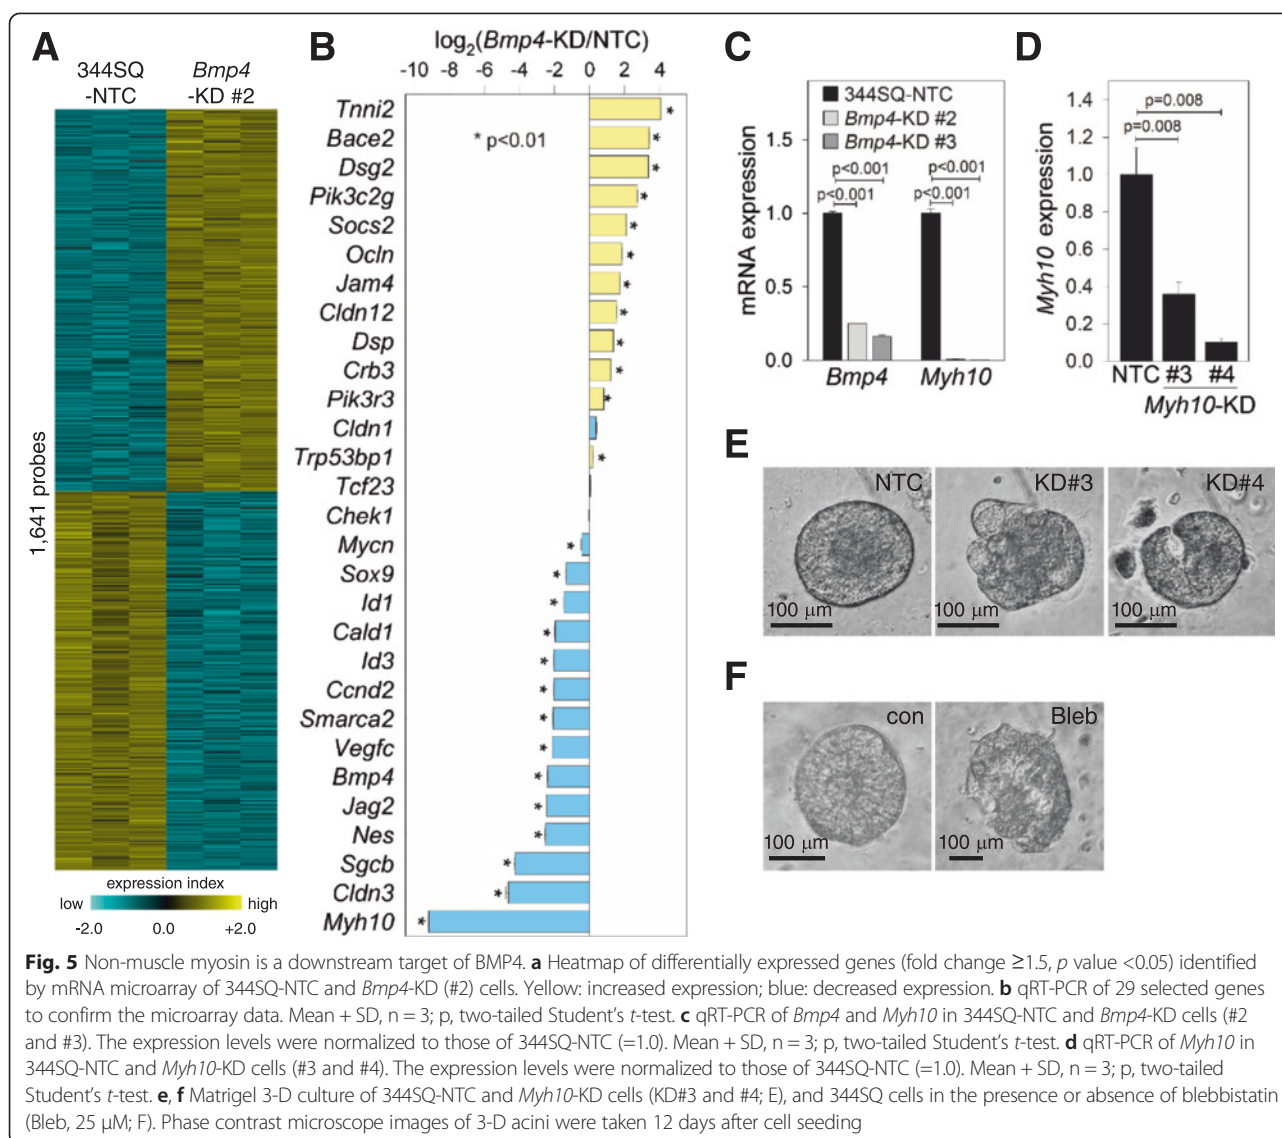 A
344SQ
-NTC
Bmp4
-KD #2
1,641 probes
expression index
low
high
-2.0
0.0
+2.0
B
log2(Bmp4-KD/NTC)
-10 -8 -6 -4 -2 0 2 4
* p<0.01
Tnni2 *
Bace2 *
Dsg2 *
Pik3c2g *
Socs2 *
Ocln *
Jam4 *
Cldn12 *
Dsp *
Crb3 *
Pik3r3 *
Cldn1
Trp53bp1 *
Tcf23
Chek1
Mycn *
Sox9 *
Id1 *
Cald1 *
Id3 *
Ccnd2 *
Smarca2 *
Vegfc *
Bmp4 *
Jag2 *
Nes *
Sgcb *
Cldn3 *
Myh10 *
C
344SQ-NTC
Bmp4-KD #2
Bmp4-KD #3
mRNA expression
1.5
1.0
0.5
0.0
p<0.001
p<0.001
p<0.001
p<0.001
Bmp4
Myh10
D
Myh10 expression
1.4
1.2
1.0
0.8
0.6
0.4
0.2
0.0
p=0.008
p=0.008
NTC #3 #4
Myh10-KD
E
NTC
100 μm
KD#3
100 μm
KD#4
100 μm
F
con
100 μm
Bleb
100 μm
Fig. 5 Non-muscle myosin is a downstream target of BMP4. a Heatmap of differentially expressed genes (fold change ≥1.5, p value <0.05) identified
by mRNA microarray of 344SQ-NTC and Bmp4-KD (#2) cells. Yellow: increased expression; blue: decreased expression. b qRT-PCR of 29 selected genes
to confirm the microarray data. Mean + SD, n = 3; p, two-tailed Student's t-test. c qRT-PCR of Bmp4 and Myh10 in 344SQ-NTC and Bmp4-KD cells (#2
and #3). The expression levels were normalized to those of 344SQ-NTC (=1.0). Mean + SD, n = 3; p, two-tailed Student's t-test. d qRT-PCR of Myh10 in
344SQ-NTC and Myh10-KD cells (#3 and #4). The expression levels were normalized to those of 344SQ-NTC (=1.0). Mean + SD, n = 3; p, two-tailed
Student's t-test. e, f Matrigel 3-D culture of 344SQ-NTC and Myh10-KD cells (KD#3 and #4; E), and 344SQ cells in the presence or absence of blebbistatin
(Bleb, 25 μM; F). Phase contrast microscope images of 3-D acini were taken 12 days after cell seeding